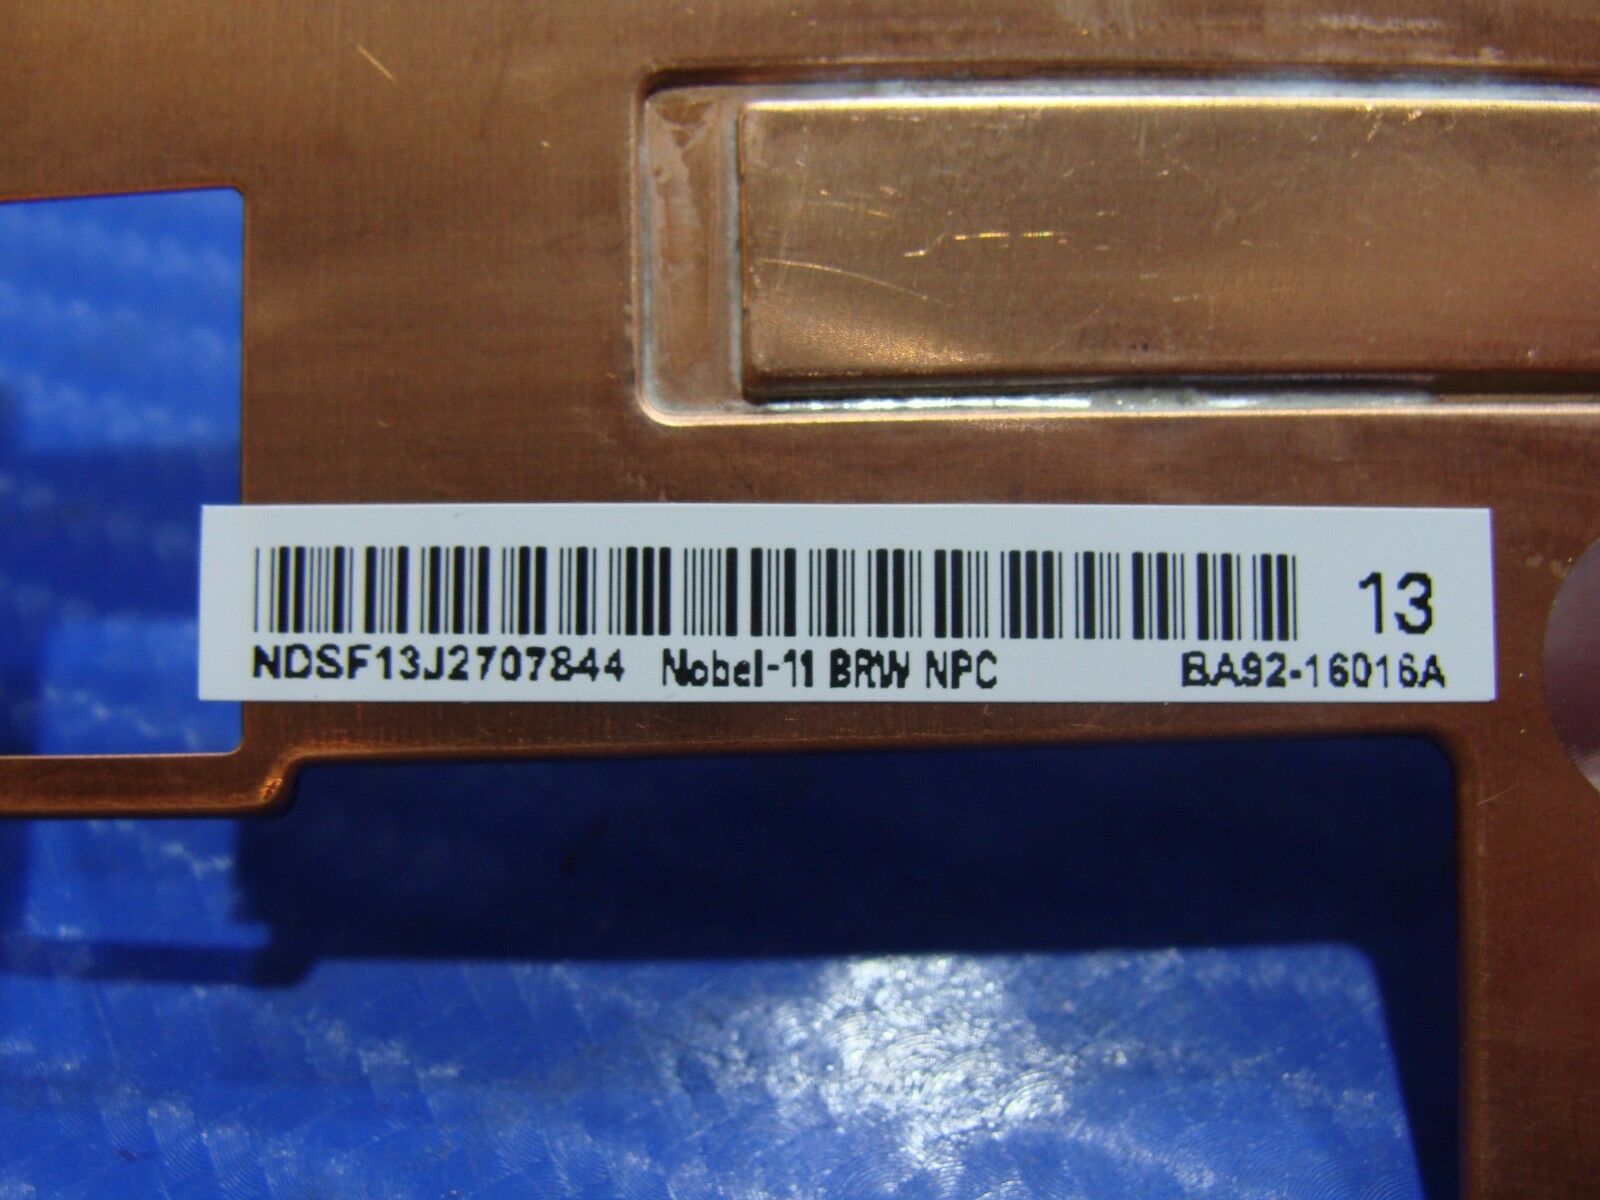 13
NDSF13J2707844 Nobel-11 BRW NPC BA92-16016A